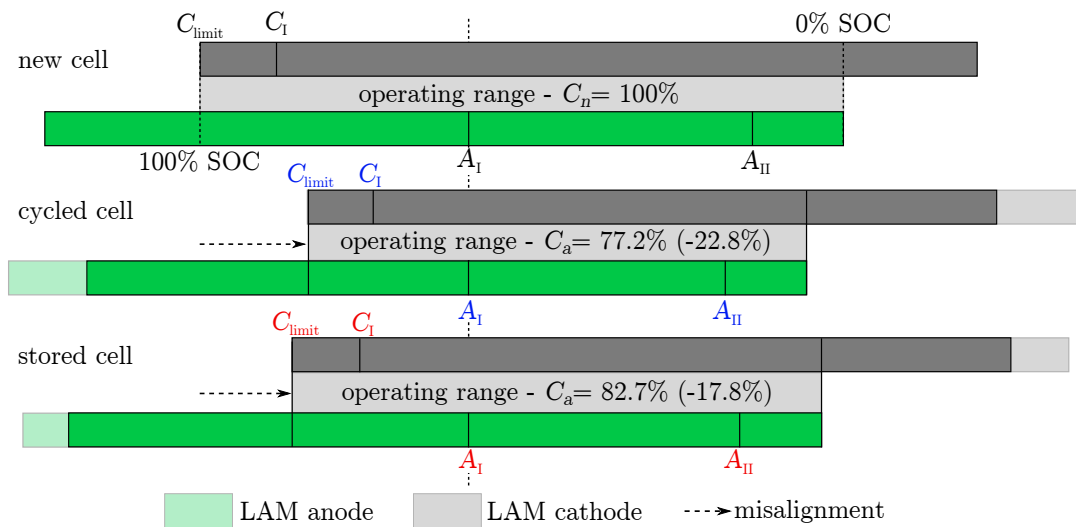 0% SOC
C_limit C_I
new cell
operating range - C_n= 100%
100% SOC A_I A_II
C_limit C_I
cycled cell
operating range - C_a= 77.2% (-22.8%)
A_I A_II
C_limit C_I
stored cell
operating range - C_a= 82.7% (-17.8%)
A_I A_II
LAM anode LAM cathode misalignment